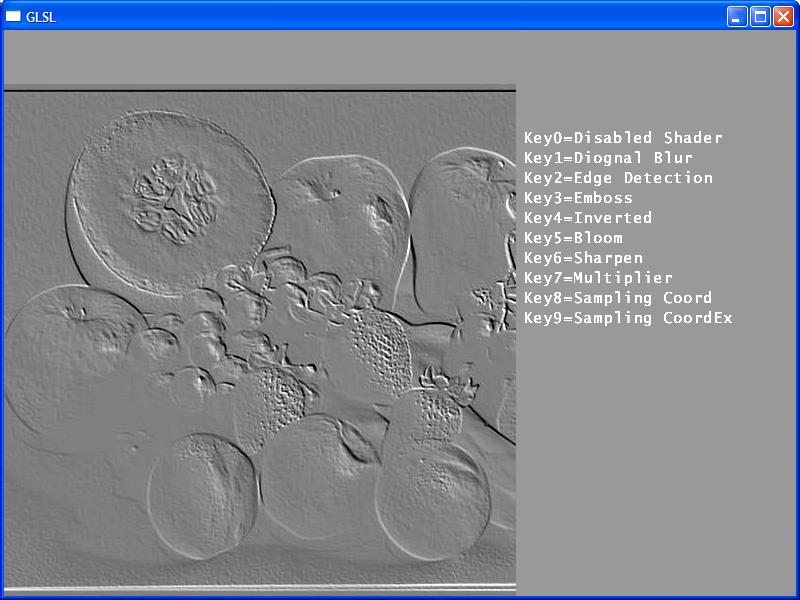 GLSL
Key0=Disabled Shader
Key1=Diognal Blur
Key2=Edge Detection
Key3=Emboss
Key4=Inverted
Key5=Bloom
Key6=Sharpen
Key7=Multiplier
Key8=Sampling Coord
Key9=Sampling CoordEx